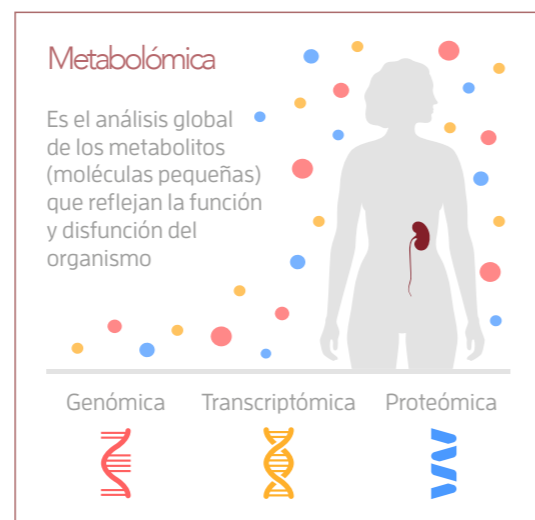 Metabolómica
Es el análisis global
de los metabolitos
(moléculas pequeñas)
que reflejan la función
y disfunción del
organismo
Genómica Transcriptómica Proteómica